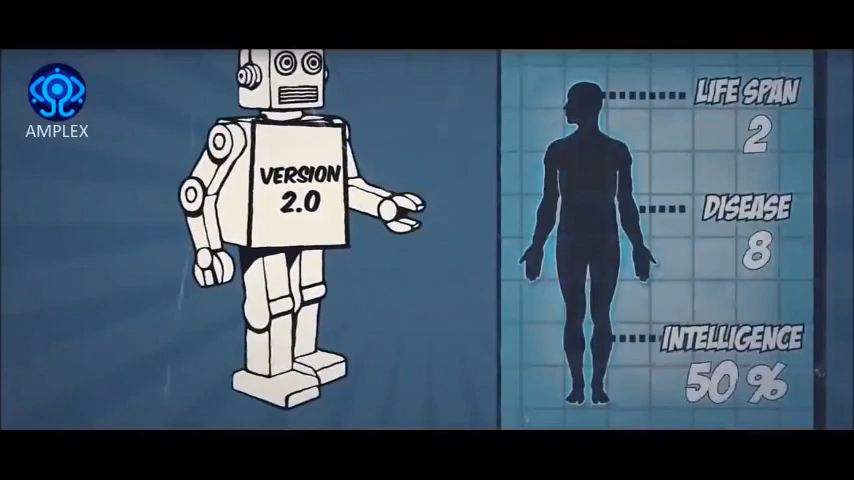 AMPLEX
VERSION
2.0
LIFE SPAN
2
DISEASE
8
INTELLIGENCE
50 %